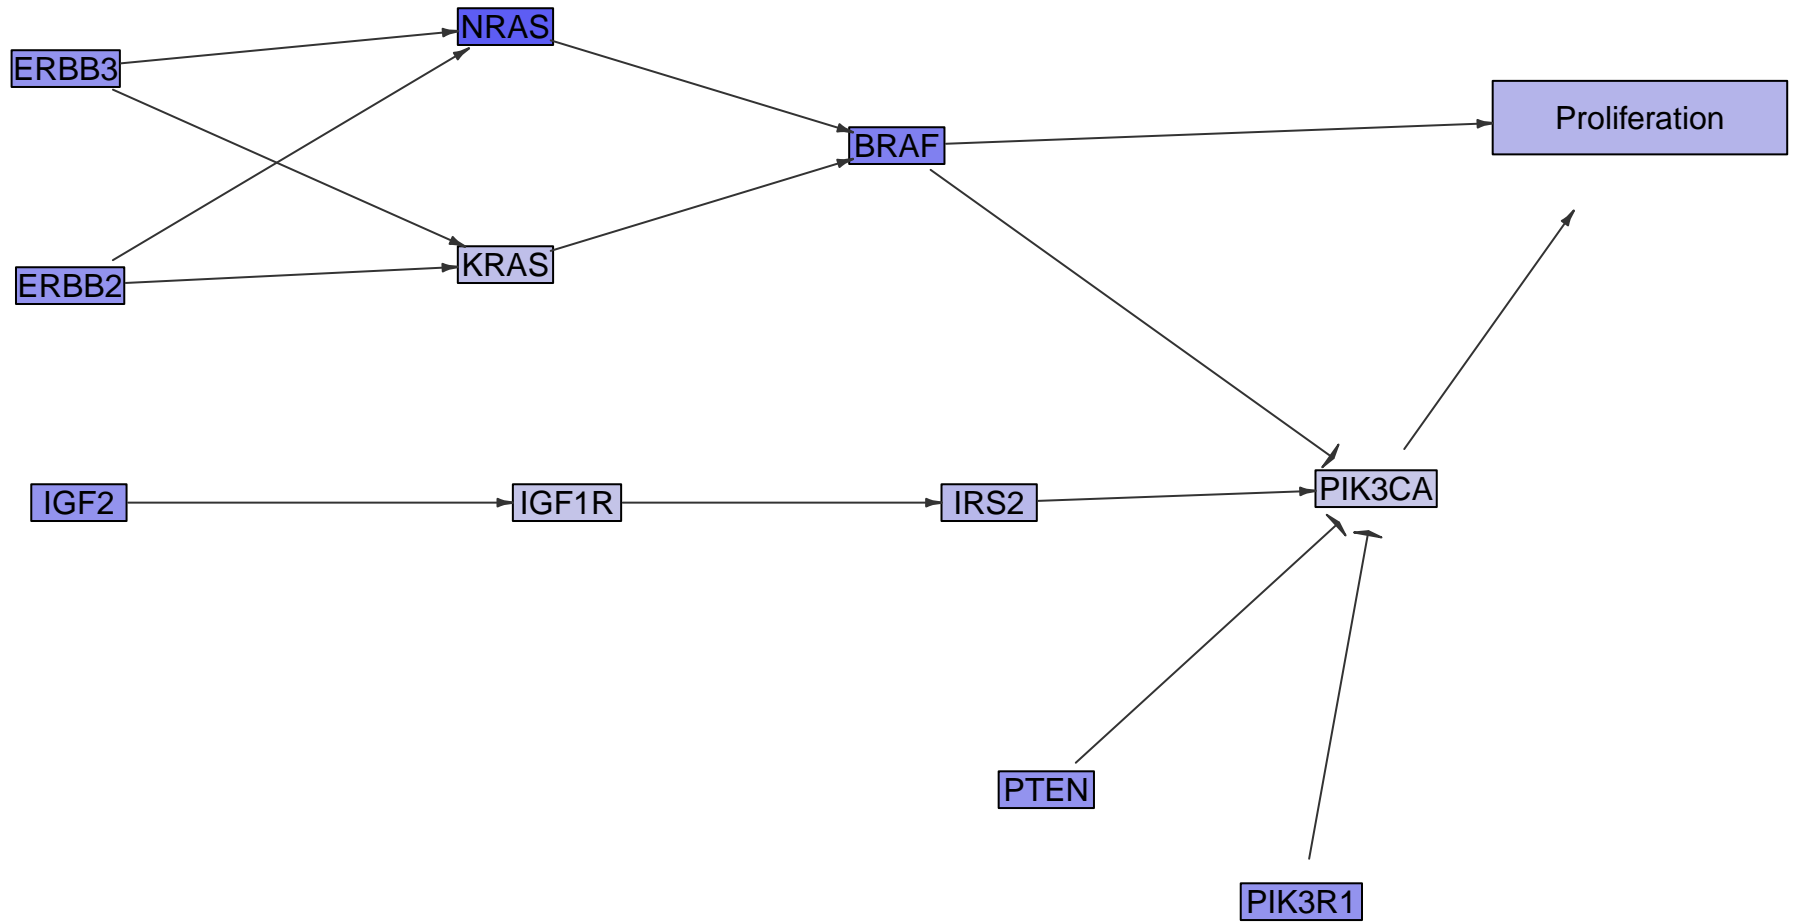 NRAS
ERBB3
Proliferation
BRAF
KRAS
ERBB2
PIK3CA
IGF2
IGF1R
IRS2
PTEN
PIK3R1